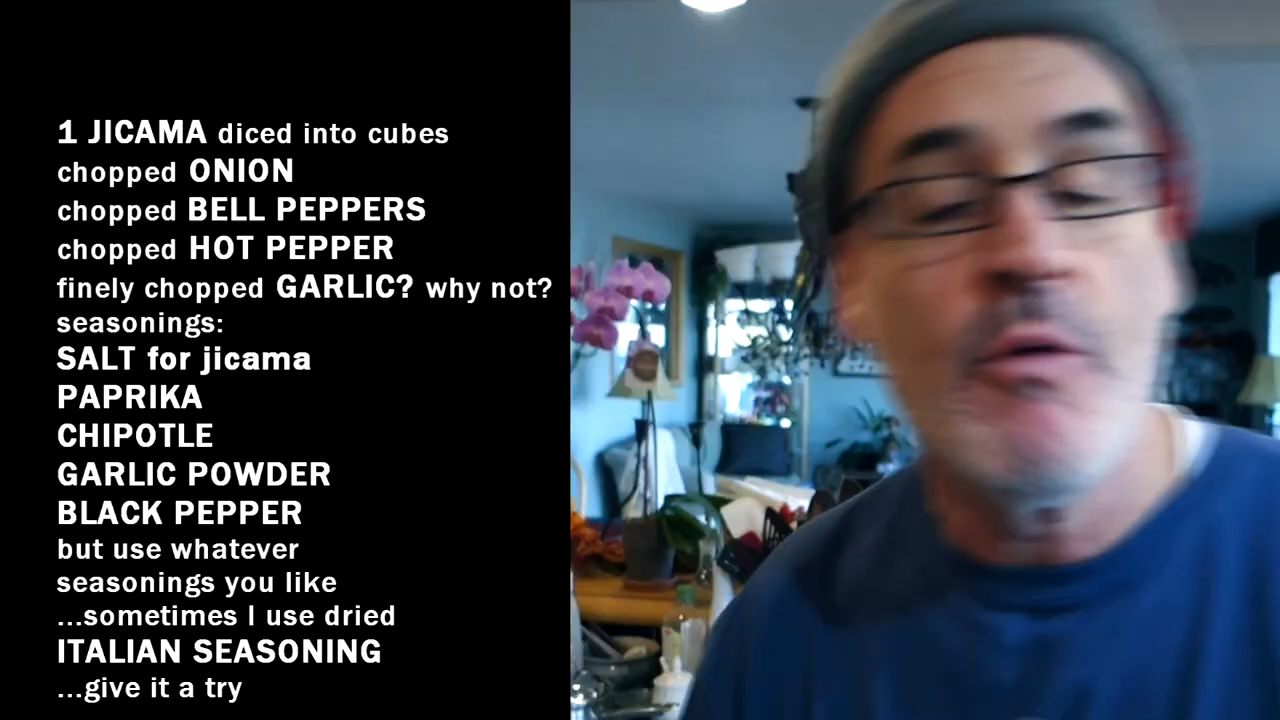 1 JICAMA diced into cubes
chopped ONION
chopped BELL PEPPERS
chopped HOT PEPPER
finely chopped GARLIC? why not?
seasonings:
SALT for jicama
PAPRIKA
CHIPOTLE
GARLIC POWDER
BLACK PEPPER
but use whatever
seasonings you like
...sometimes I use dried
ITALIAN SEASONING
...give it a try